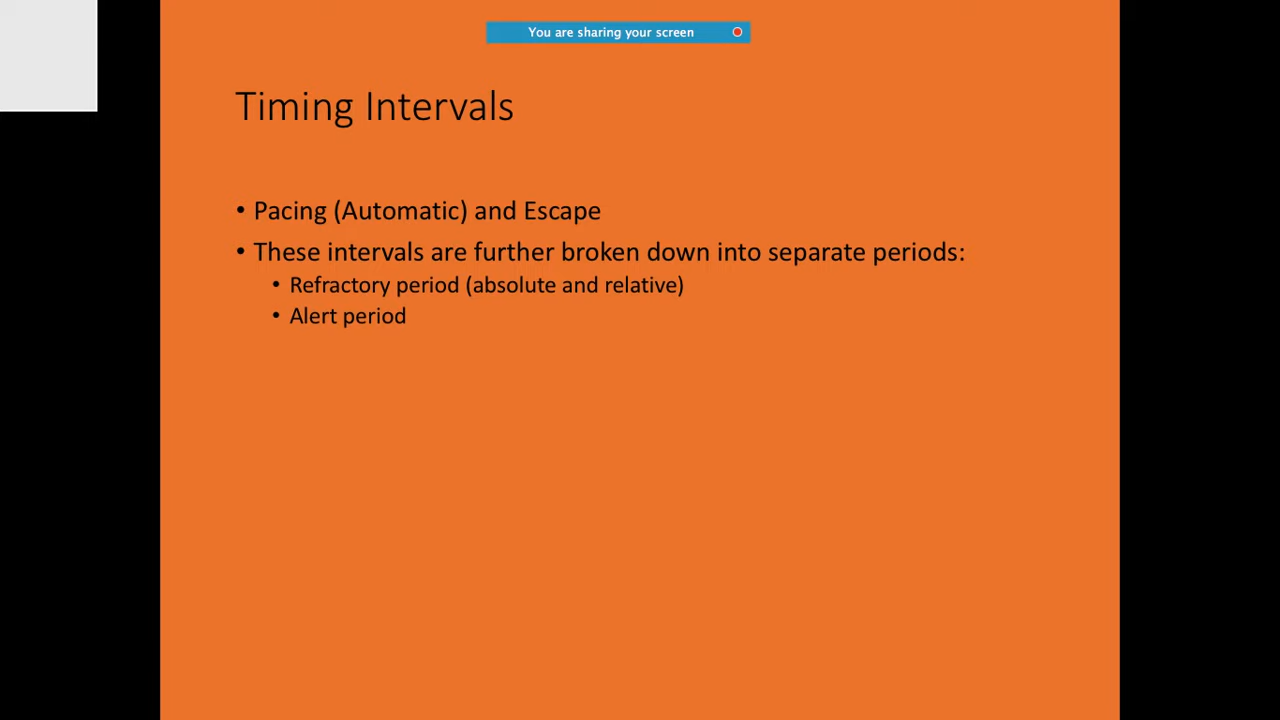 You are sharing your screen
Timing Intervals
• Pacing (Automatic) and Escape
• These intervals are further broken down into separate periods:
• Refractory period (absolute and relative)
• Alert period